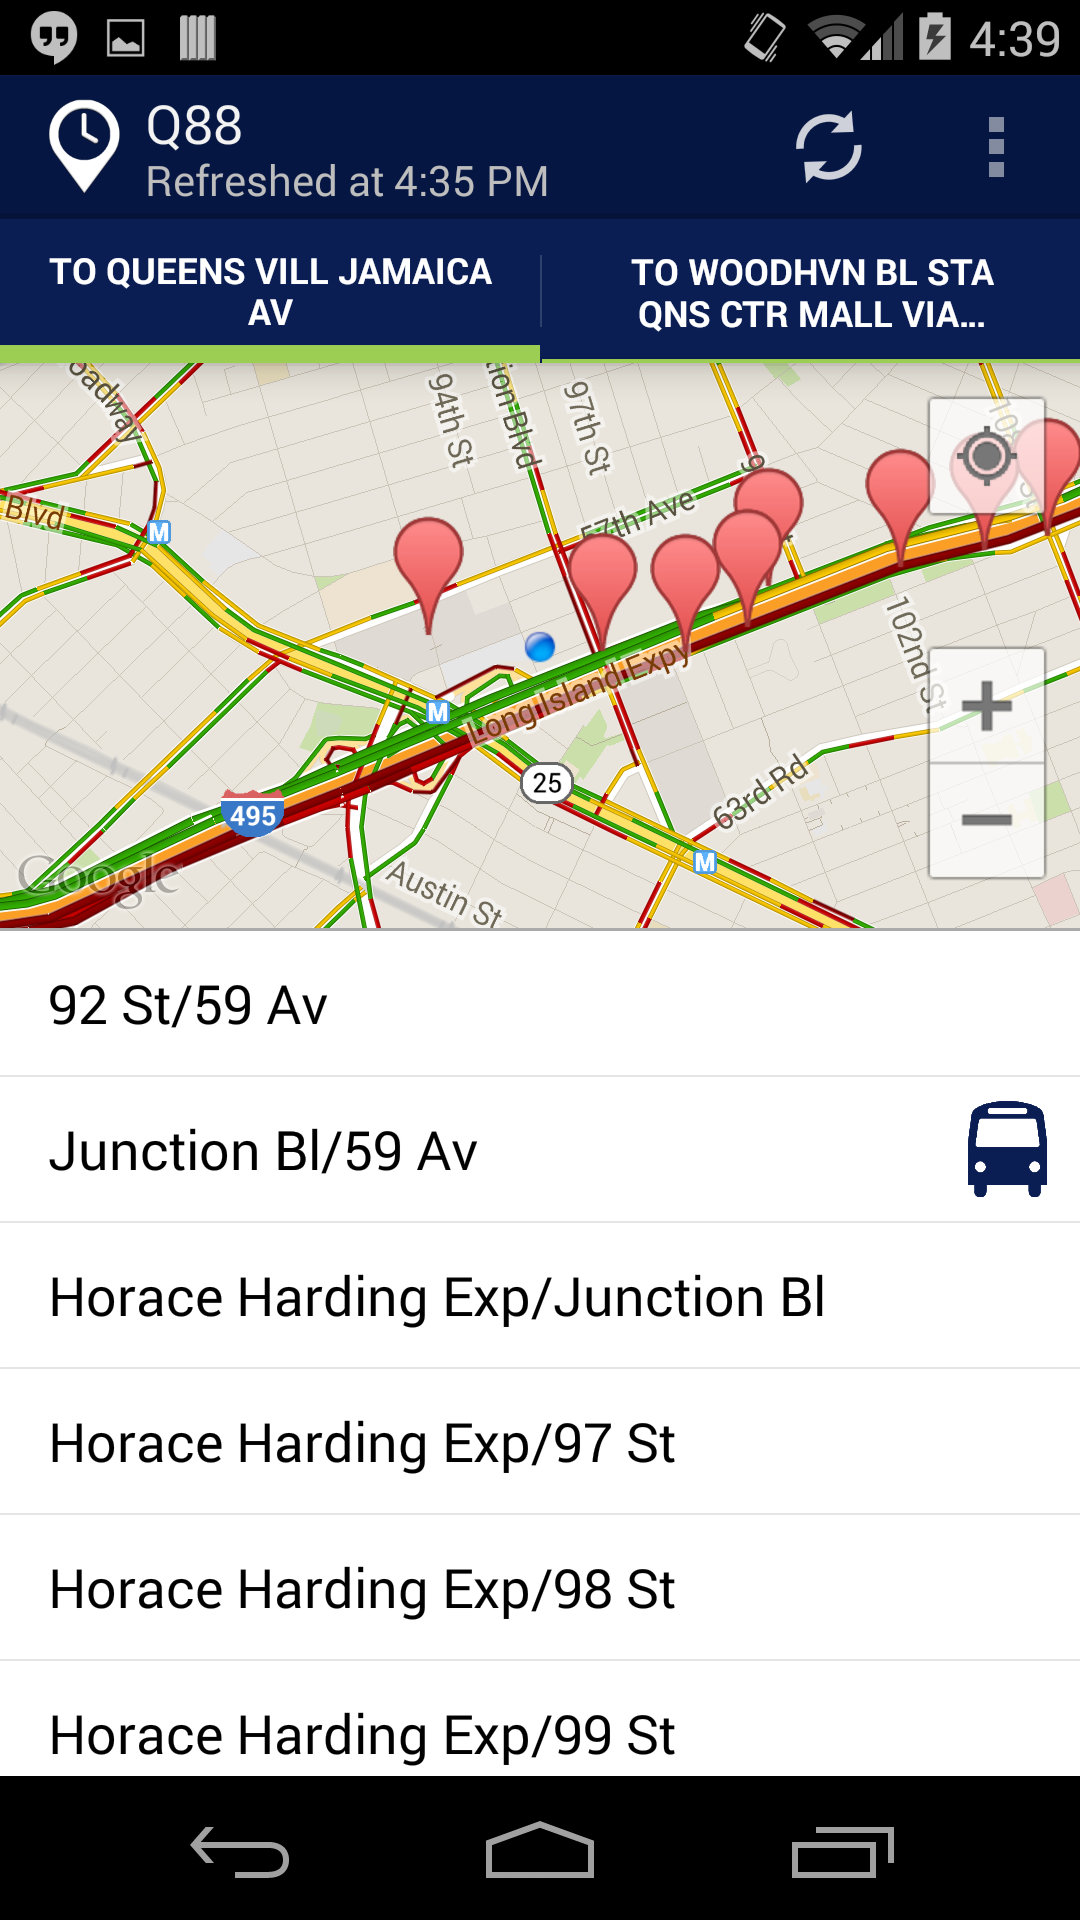 4:39
Q88
Refreshed at 4:35 PM
TO QUEENS VILL JAMAICA
AV
TO WOODHVN BL STA
QNS CTR MALL VIA...
oadway
94th St
tion Blvd
97th St
108
St
Blvd
M
57th Ave
102nd St
Long Island Expy
M
25
63rd Rd
495
M
Google
Austin St
92 St/59 Av
Junction Bl/59 Av
Horace Harding Exp/Junction Bl
Horace Harding Exp/97 St
Horace Harding Exp/98 St
Horace Harding Exp/99 St